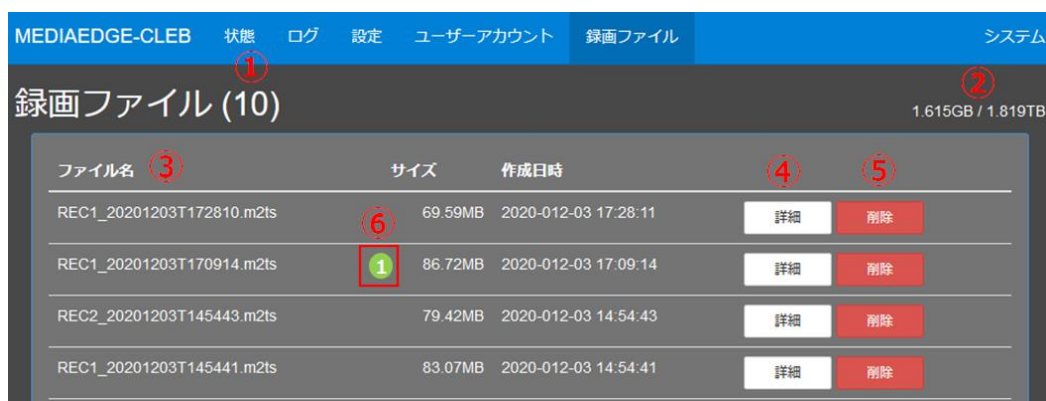 MEDIAEDGE-CLEB 状態 ログ 設定 ユーザーアカウント 録画ファイル システム
① ②
録画ファイル (10) 1.615GB / 1.819TB
ファイル名 ③ サイズ 作成日時 ④ ⑤
REC1_20201203T172810.m2ts 69.59MB 2020-012-03 17:28:11 詳細 削除
⑥
REC1_20201203T170914.m2ts 1 86.72MB 2020-012-03 17:09:14 詳細 削除
REC2_20201203T145443.m2ts 79.42MB 2020-012-03 14:54:43 詳細 削除
REC1_20201203T145441.m2ts 83.07MB 2020-012-03 14:54:41 詳細 削除